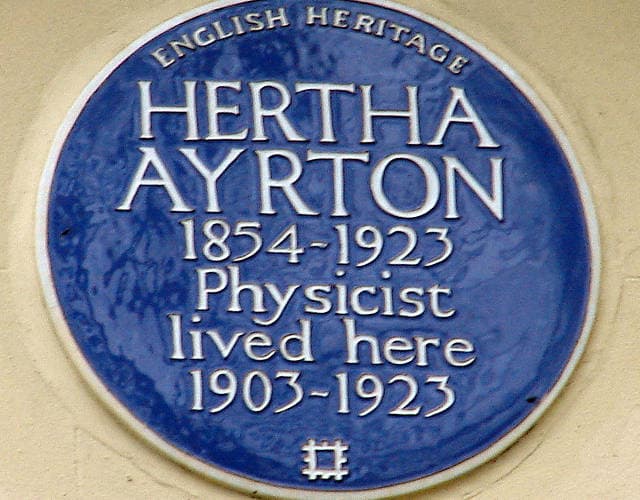 ENGLISH HERITAGE
HERTHA
AYRTON
1854-1923
Physicist
lived here
1903-1923